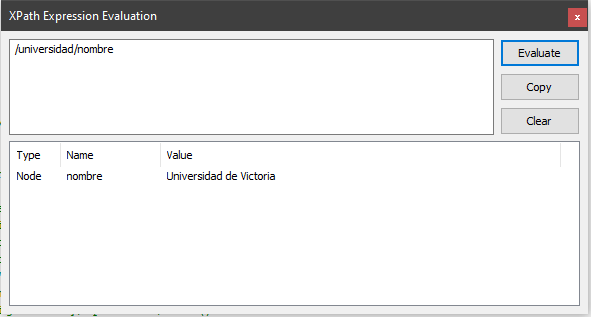 XPath Expression Evaluation
x
/universidad/nombre
Evaluate
Copy
Clear
Type Name Value
Node nombre Universidad de Victoria